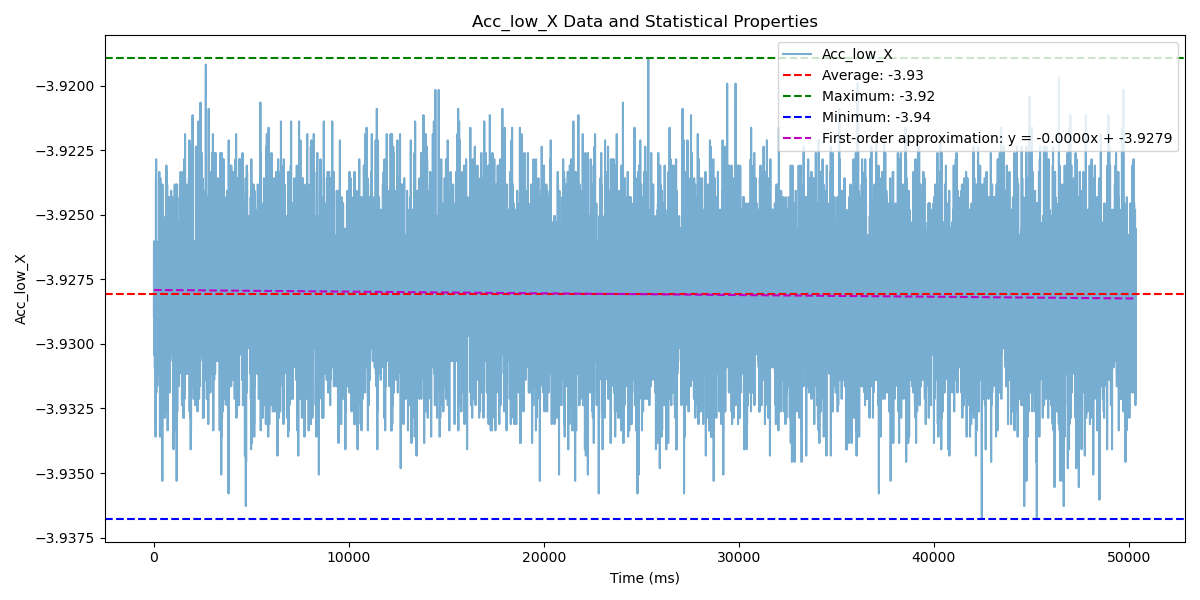 Acc_low_X Data and Statistical Properties
Acc_low_X
Average: -3.93
Maximum: -3.92
Minimum: -3.94
First-order approximation: y = -0.0000x + -3.9279
−3.9200
−3.9225
−3.9250
−3.9275
−3.9300
−3.9325
−3.9350
−3.9375
Acc_low_X
0 10000 20000 30000 40000 50000
Time (ms)